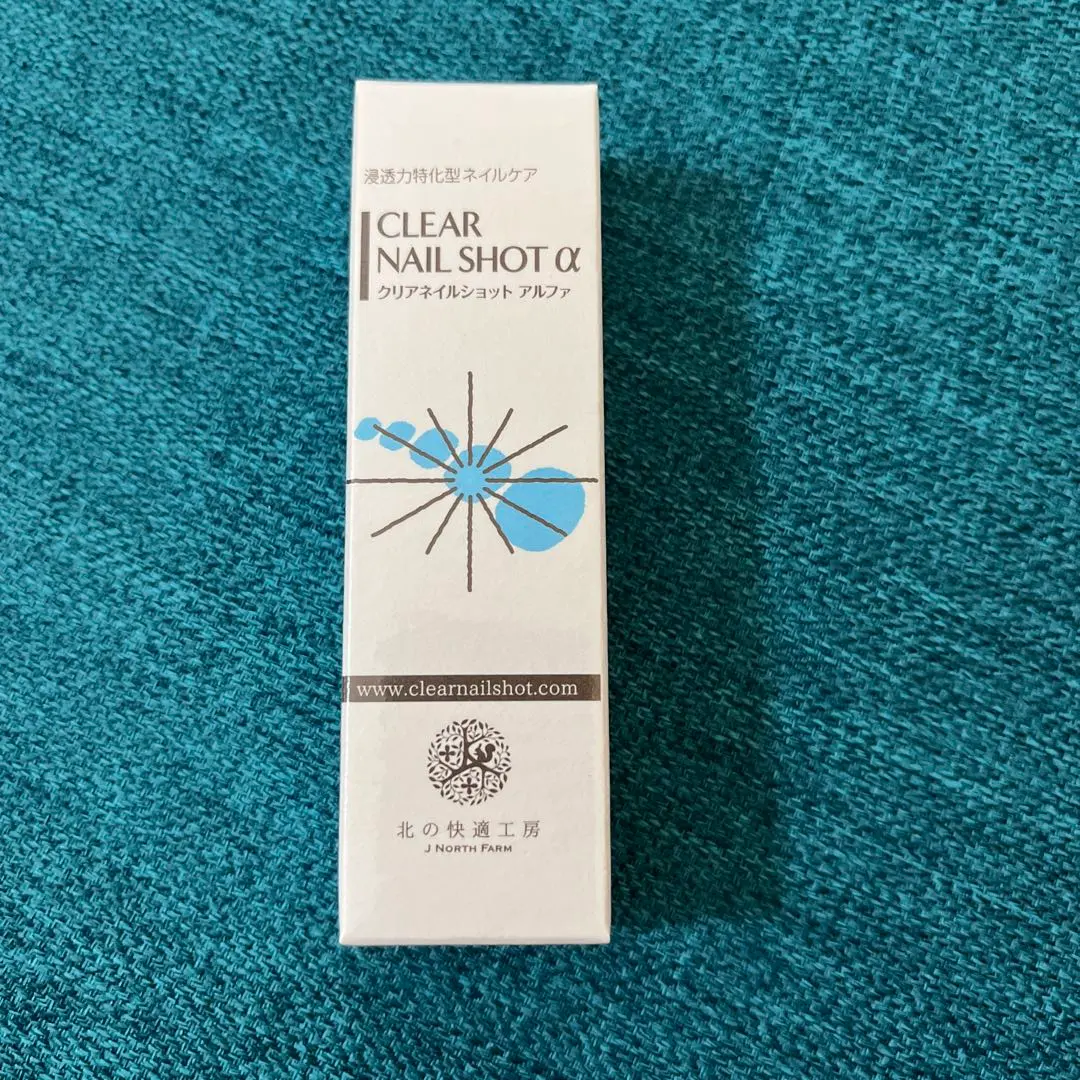 浸透力特化型ネイルケア
CLEAR
NAIL SHOT α
クリアネイルショット アルファ
www.clearnailshot.com
北の快適工房
J NORTH FARM